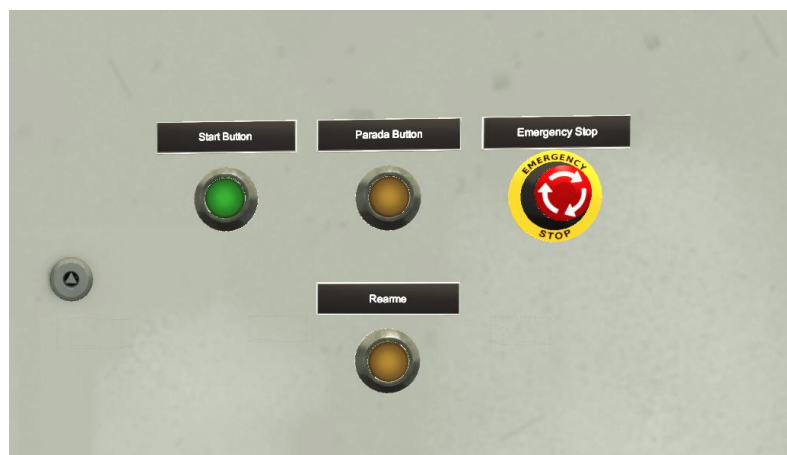 Start Button
Parada Button
Emergency Stop
EMERGENCY
STOP
Rearme